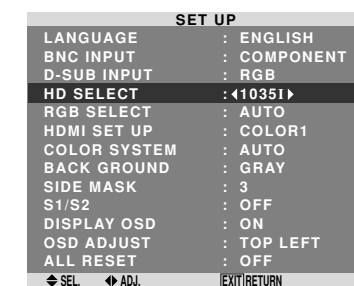 SET UP
LANGUAGE : ENGLISH
BNC INPUT : COMPONENT
D-SUB INPUT : RGB
HD SELECT :◀1035I▶
RGB SELECT : AUTO
HDMI SET UP : COLOR1
COLOR SYSTEM : AUTO
BACK GROUND : GRAY
SIDE MASK : 3
S1/S2 : OFF
DISPLAY OSD : ON
OSD ADJUST : TOP LEFT
ALL RESET : OFF
▲▼ SEL. ◀▶ ADJ. EXIT RETURN